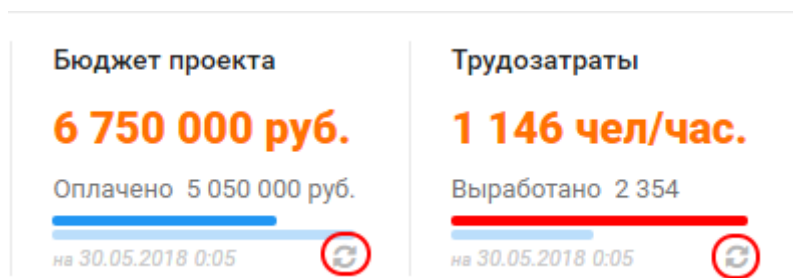 Бюджет проекта
6 750 000 руб.
Оплачено 5 050 000 руб.
на 30.05.2018 0:05
Трудозатраты
1 146 чел/час.
Выработано 2 354
на 30.05.2018 0:05